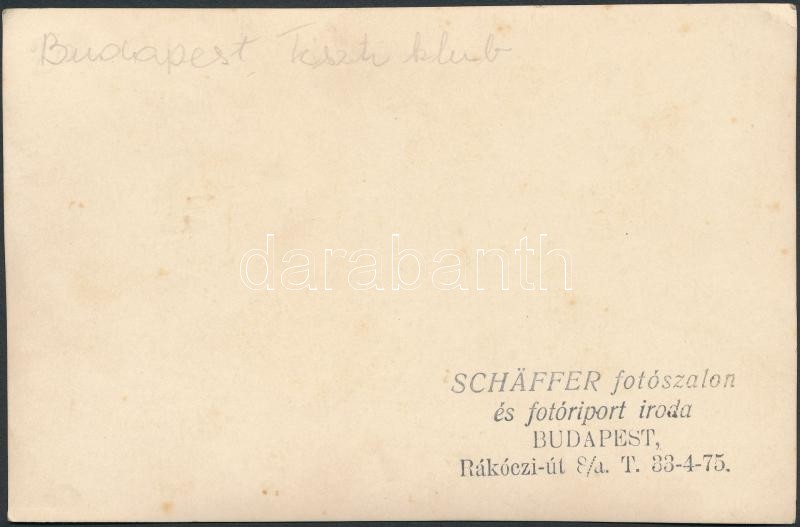 Budapest, Tiszti klub
darabanth
SCHÄFFER fotószalon
és fotóriport iroda
BUDAPEST,
Rákóczi-út 8/a. T. 33-4-75.